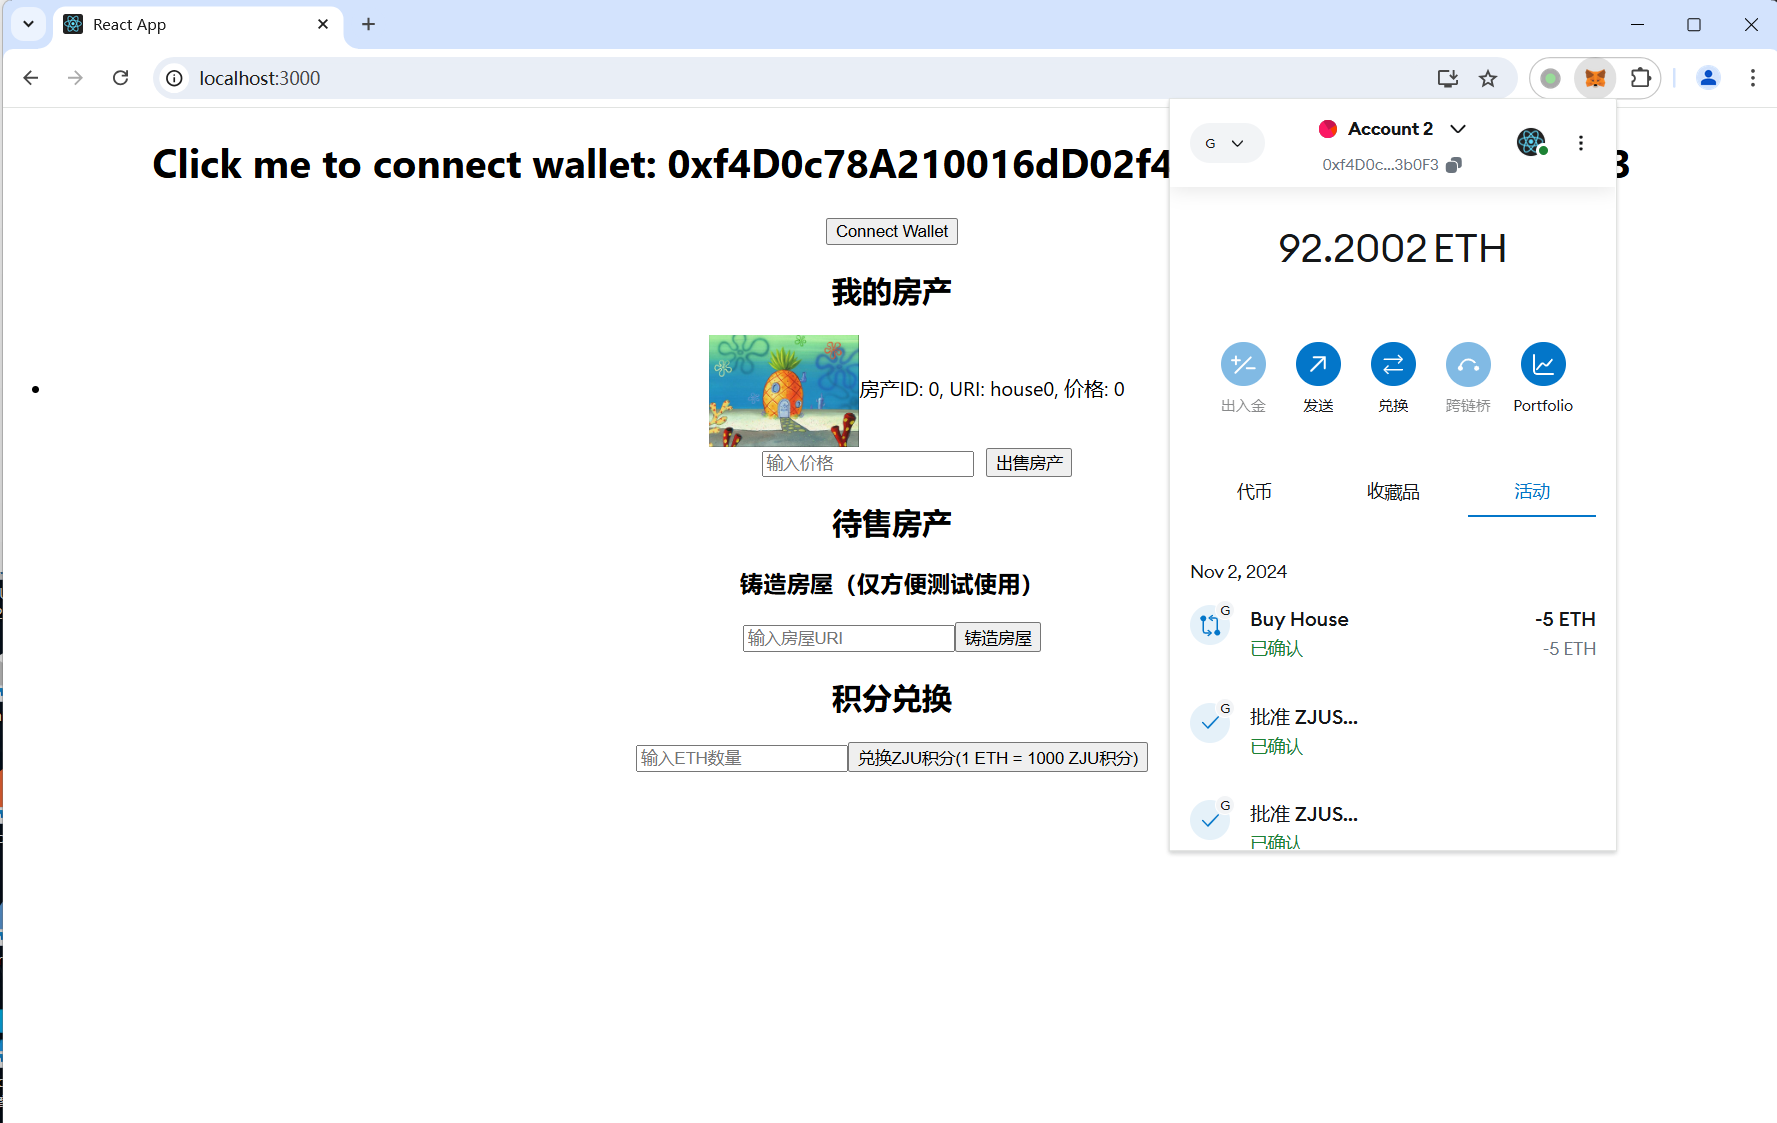 React App
localhost:3000
Click me to connect wallet: 0xf4D0c78A210016dD02f4
3
Connect Wallet
我的房产
房产ID: 0, URI: house0, 价格: 0
输入价格
出售房产
待售房产
铸造房屋（仅方便测试使用）
输入房屋URI
铸造房屋
积分兑换
输入ETH数量
兑换ZJU积分(1 ETH = 1000 ZJU积分)
G
Account 2
0xf4D0c...3b0F3
92.2002 ETH
出入金
发送
兑换
跨链桥
Portfolio
代币
收藏品
活动
Nov 2, 2024
G
Buy House
-5 ETH
已确认
-5 ETH
G
批准 ZJUS...
已确认
G
批准 ZJUS...
已确认